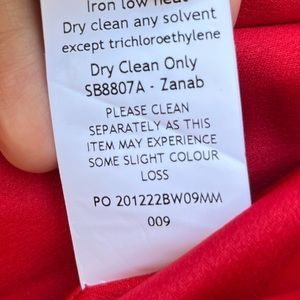 Iron low heat
Dry clean any solvent
except trichloroethylene
Dry Clean Only
SB8807A - Zanab
PLEASE CLEAN
SEPARATELY AS THIS
ITEM MAY EXPERIENCE
SOME SLIGHT COLOUR
LOSS
PO 201222BW09MM
009